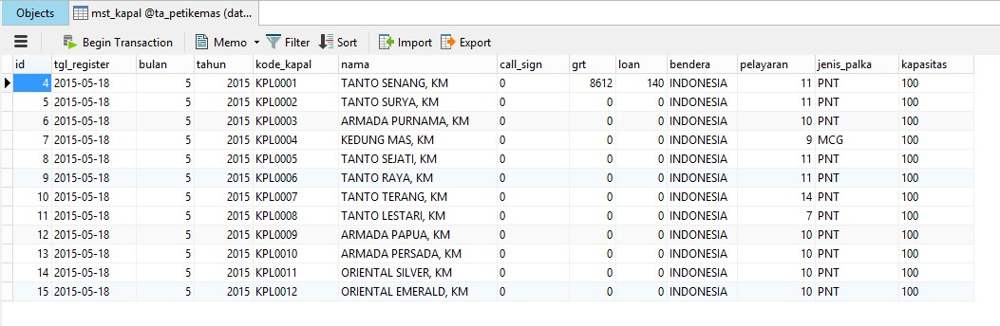 Objects mst_kapal @ta_petikemas (dat...
Begin Transaction Memo Filter Sort Import Export
id tgl_register bulan tahun kode_kapal nama call_sign grt loan bendera pelayaran jenis_palka kapasitas
4 2015-05-18 5 2015 KPL0001 TANTO SENANG, KM 0 8612 140 INDONESIA 11 PNT 100
5 2015-05-18 5 2015 KPL0002 TANTO SURYA, KM 0 0 0 INDONESIA 11 PNT 100
6 2015-05-18 5 2015 KPL0003 ARMADA PURNAMA, KM 0 0 0 INDONESIA 10 PNT 100
7 2015-05-18 5 2015 KPL0004 KEDUNG MAS, KM 0 0 0 INDONESIA 9 MCG 100
8 2015-05-18 5 2015 KPL0005 TANTO SEJATI, KM 0 0 0 INDONESIA 11 PNT 100
9 2015-05-18 5 2015 KPL0006 TANTO RAYA, KM 0 0 0 INDONESIA 11 PNT 100
10 2015-05-18 5 2015 KPL0007 TANTO TERANG, KM 0 0 0 INDONESIA 14 PNT 100
11 2015-05-18 5 2015 KPL0008 TANTO LESTARI, KM 0 0 0 INDONESIA 7 PNT 100
12 2015-05-18 5 2015 KPL0009 ARMADA PAPUA, KM 0 0 0 INDONESIA 10 PNT 100
13 2015-05-18 5 2015 KPL0010 ARMADA PERSADA, KM 0 0 0 INDONESIA 10 PNT 100
14 2015-05-18 5 2015 KPL0011 ORIENTAL SILVER, KM 0 0 0 INDONESIA 10 PNT 100
15 2015-05-18 5 2015 KPL0012 ORIENTAL EMERALD, KM 0 0 0 INDONESIA 10 PNT 100